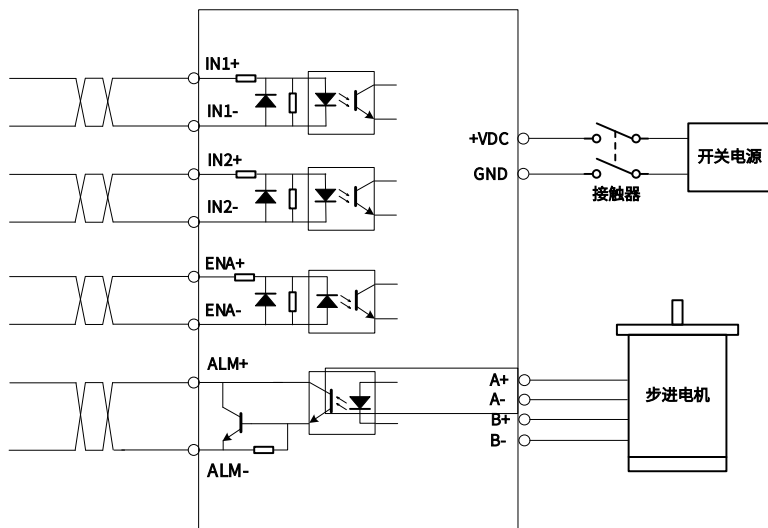 IN1+
IN1-
IN2+
IN2-
ENA+
ENA-
ALM+
ALM-
+VDC
GND
接触器
开关电源
A+
A-
B+
B-
步进电机